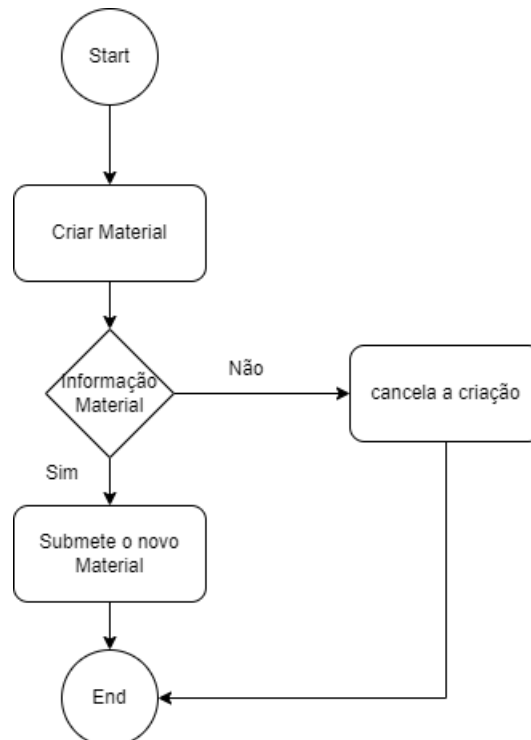 Start
Criar Material
Informação
Material
Não
cancela a criação
Sim
Submete o novo
Material
End